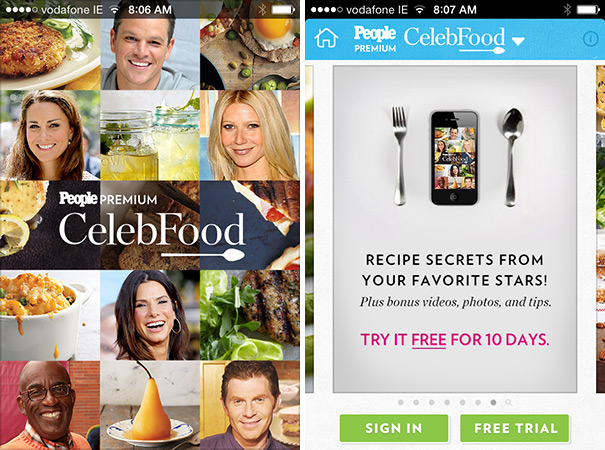 vodafone IE 8:06 AM
People PREMIUM
CelebFood
vodafone IE 8:07 AM
People
PREMIUM
CelebFood
RECIPE SECRETS FROM
YOUR FAVORITE STARS!
Plus bonus videos, photos, and tips.
TRY IT FREE FOR 10 DAYS.
SIGN IN
FREE TRIAL